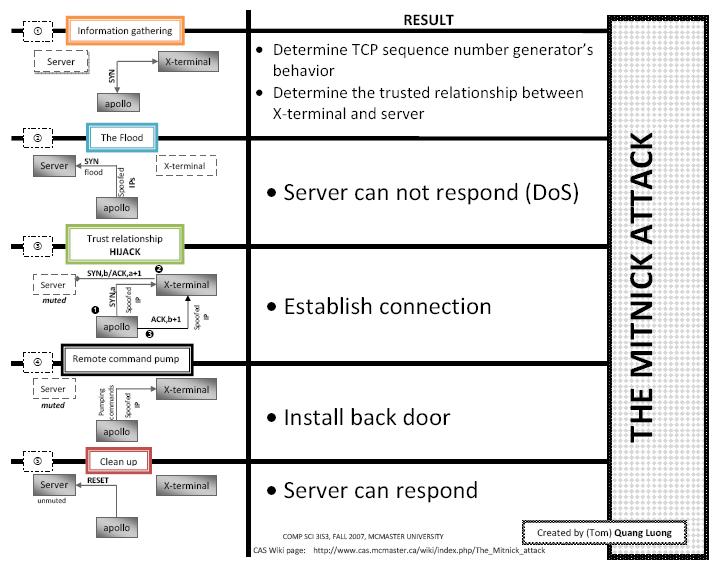 RESULT
①
Information gathering
Server
SYN
X-terminal
apollo
• Determine TCP sequence number generator's
behavior
• Determine the trusted relationship between
X-terminal and server
②
The Flood
Server
SYN
flood
Spoofed
IPs
X-terminal
apollo
• Server can not respond (DoS)
③
Trust relationship
HIJACK
SYN,b/ACK,a+1
❷
Server
muted
X-terminal
❶
SYN,a
Spoofed
IP
apollo
ACK,b+1
❸
Spoofed
IP
• Establish connection
④
Remote command pump
Server
muted
Pumping
commands
Spoofed
IP
X-terminal
apollo
• Install back door
⑤
Clean up
Server
unmuted
RESET
X-terminal
apollo
• Server can respond
THE MITNICK ATTACK
Created by (Tom) Quang Luong
COMP SCI 3IS3, FALL 2007, MCMASTER UNIVERSITY
CAS Wiki page: http://www.cas.mcmaster.ca/wiki/index.php/The_Mitnick_attack